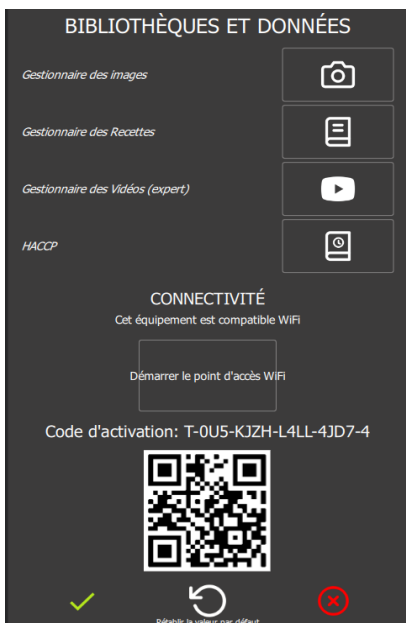 BIBLIOTHÈQUES ET DONNÉES
Gestionnaire des images
Gestionnaire des Recettes
Gestionnaire des Vidéos (expert)
HACCP
CONNECTIVITÉ
Cet équipement est compatible WiFi
Démarrer le point d'accès WiFi
Code d'activation: T-0U5-KJZH-L4LL-4JD7-4
Rétablir la valeur par défaut